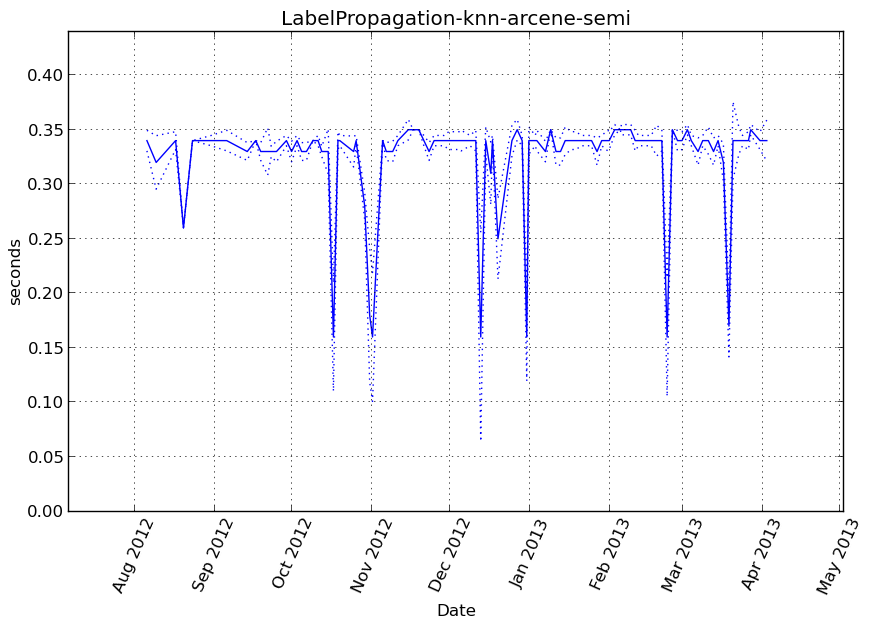 LabelPropagation-knn-arcene-semi
0.40
0.35
0.30
0.25
0.20
0.15
0.10
0.05
0.00
seconds
Aug 2012
Sep 2012
Oct 2012
Nov 2012
Dec 2012
Jan 2013
Feb 2013
Mar 2013
Apr 2013
May 2013
Date